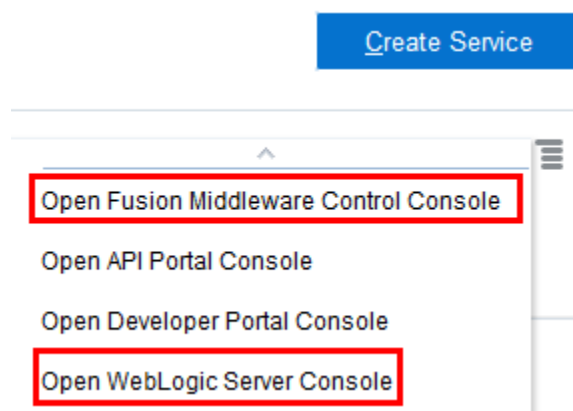 Create Service
Open Fusion Middleware Control Console
Open API Portal Console
Open Developer Portal Console
Open WebLogic Server Console